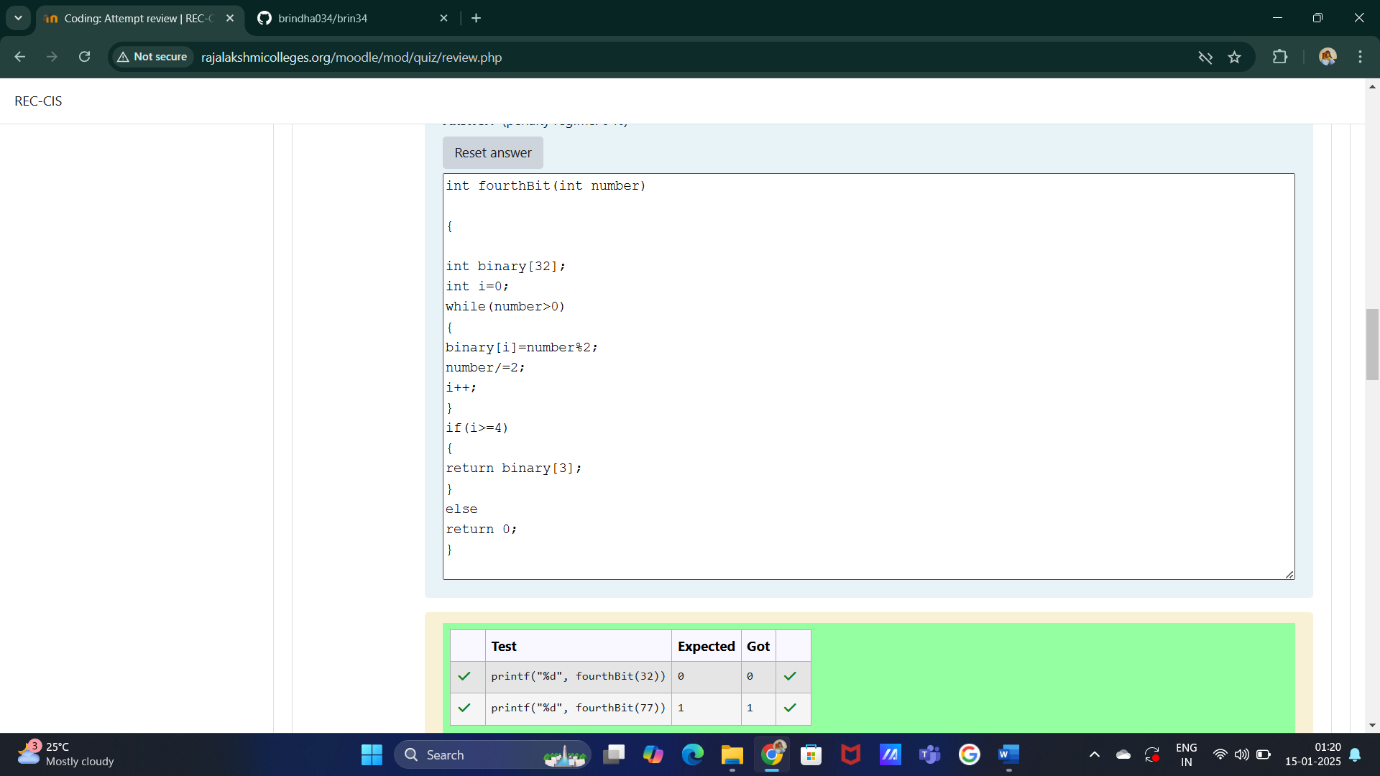 Coding: Attempt review | REC-C
brindha034/brin34
Not secure
rajalakshmicolleges.org/moodle/mod/quiz/review.php
REC-CIS
Reset answer
int fourthBit(int number)
{
int binary[32];
int i=0;
while(number>0)
{
binary[i]=number%2;
number/=2;
i++;
}
if(i>=4)
{
return binary[3];
}
else
return 0;
}
Test Expected Got
printf("%d", fourthBit(32)) 0 0
printf("%d", fourthBit(77)) 1 1
3
25°C
Mostly cloudy
Search
ENG
IN
01:20
15-01-2025